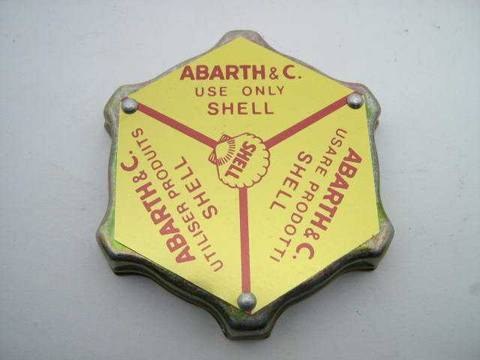 ABARTH & C.
USE ONLY
SHELL
SHELL
ABARTH & C.
USARE PRODOTTI
SHELL
ABARTH & C.
UTILISER PRODUITS
SHELL